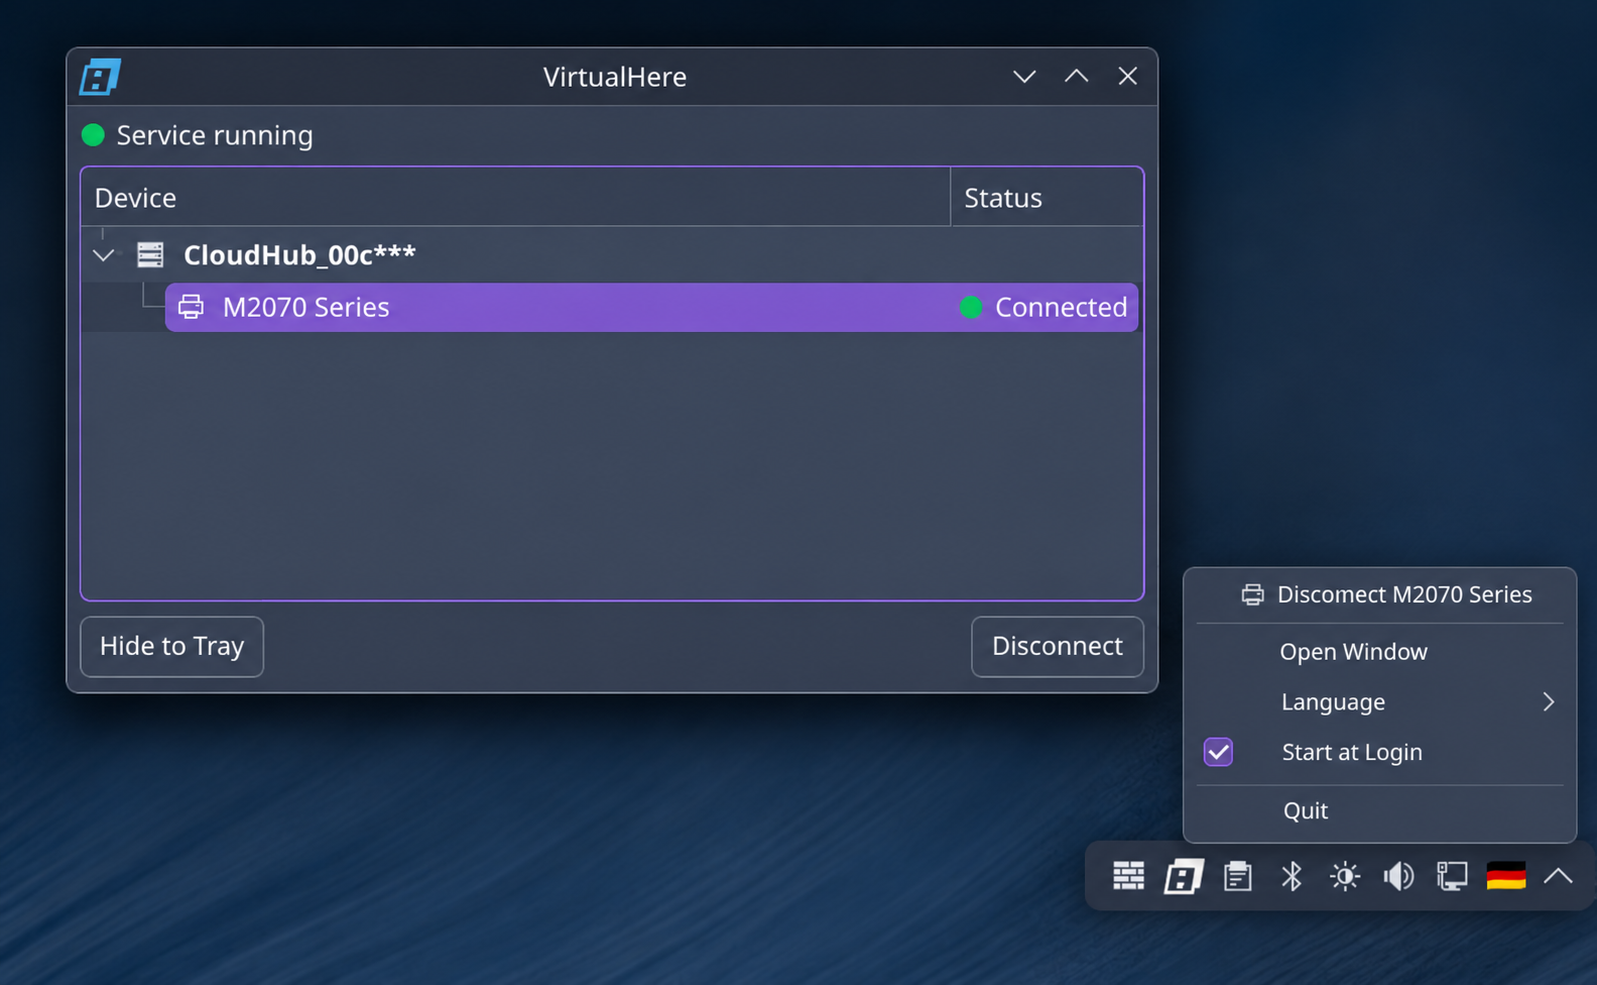 VirtualHere
Service running
Device Status
CloudHub_00c***
M2070 Series Connected
Hide to Tray Disconnect
Discomect M2070 Series
Open Window
Language
Start at Login
Quit